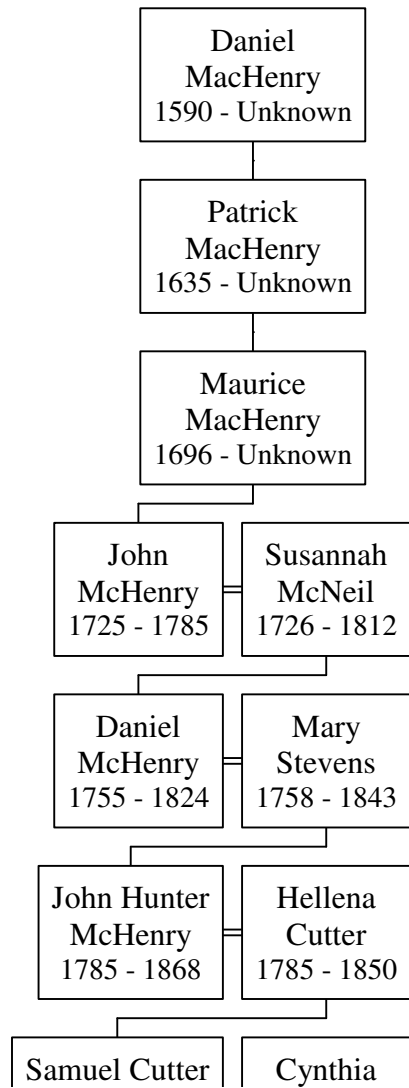 Daniel
MacHenry
1590 - Unknown
Patrick
MacHenry
1635 - Unknown
Maurice
MacHenry
1696 - Unknown
John
McHenry
1725 - 1785
Susannah
McNeil
1726 - 1812
Daniel
McHenry
1755 - 1824
Mary
Stevens
1758 - 1843
John Hunter
McHenry
1785 - 1868
Hellena
Cutter
1785 - 1850
Samuel Cutter
Cynthia